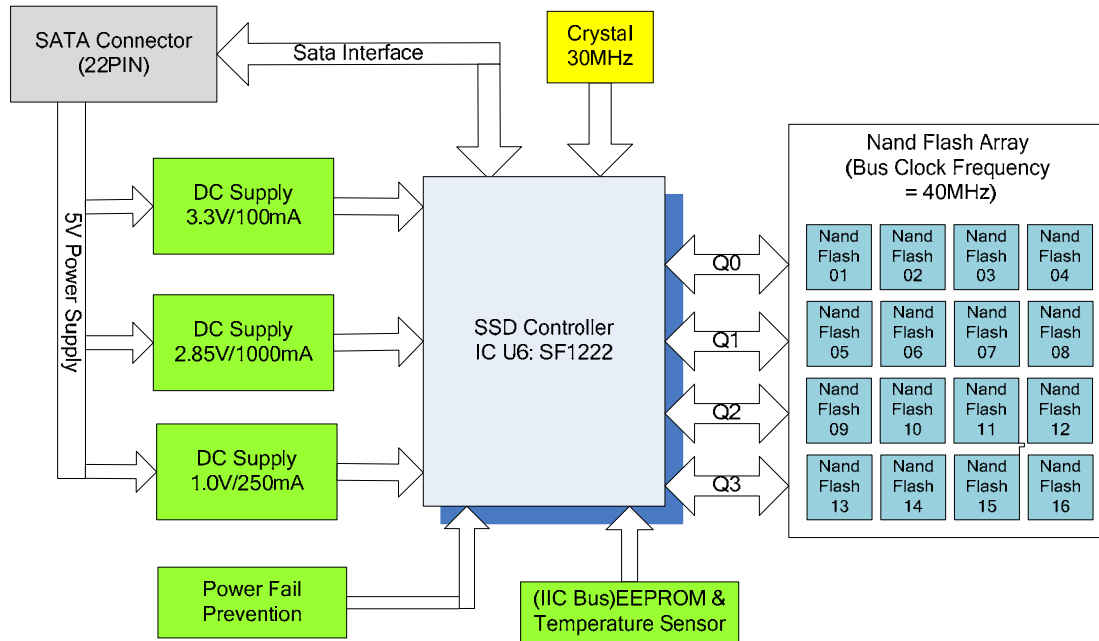 SATA Connector
(22PIN)
Sata Interface
Crystal
30MHz
5V Power Supply
DC Supply
3.3V/100mA
DC Supply
2.85V/1000mA
DC Supply
1.0V/250mA
Power Fail
Prevention
SSD Controller
IC U6: SF1222
(IIC Bus)EEPROM &
Temperature Sensor
Q0
Q1
Q2
Q3
Nand Flash Array
(Bus Clock Frequency
= 40MHz)
Nand
Flash
01
Nand
Flash
02
Nand
Flash
03
Nand
Flash
04
Nand
Flash
05
Nand
Flash
06
Nand
Flash
07
Nand
Flash
08
Nand
Flash
09
Nand
Flash
10
Nand
Flash
11
Nand
Flash
12
Nand
Flash
13
Nand
Flash
14
Nand
Flash
15
Nand
Flash
16